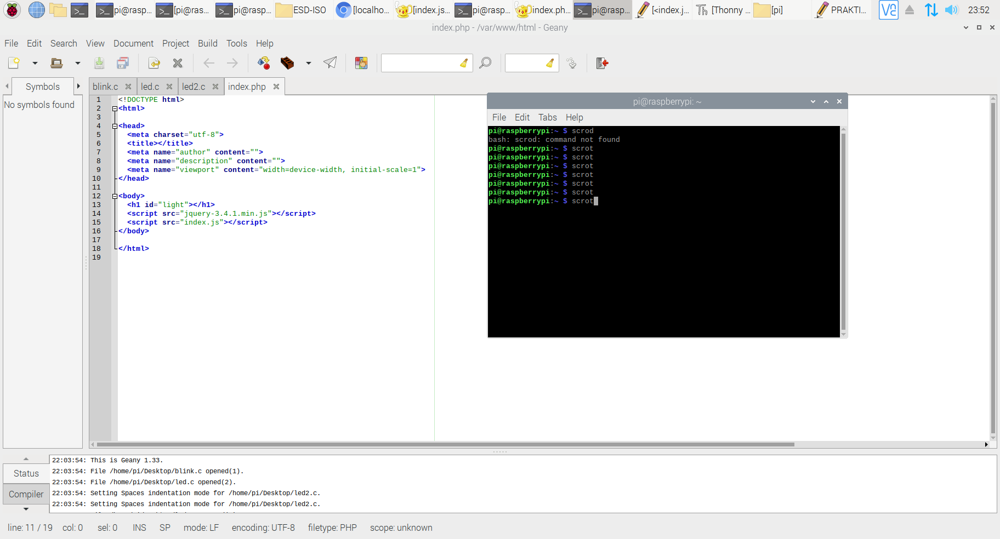 pi@rasp... [pi@ras... pi@rasp... ESD-ISO [localho... [index.js... pi@rasp... index.ph... pi@rasp... [<index.j... [Thonny ... [pi] PRAKTI... 23:52
index.php - /var/www/html - Geany
File Edit Search View Document Project Build Tools Help
Symbols
No symbols found
blink.c led.c led2.c index.php
1 <!DOCTYPE html>
2 <html>
3
4 <head>
5 <meta charset="utf-8">
6 <title></title>
7 <meta name="author" content="">
8 <meta name="description" content="">
9 <meta name="viewport" content="width=device-width, initial-scale=1">
10 </head>
11
12 <body>
13 <h1 id="light"></h1>
14 <script src="jquery-3.4.1.min.js"></script>
15 <script src="index.js"></script>
16 </body>
17
18 </html>
19
pi@raspberrypi: ~
File Edit Tabs Help
pi@raspberrypi:~ $ scrod
bash: scrod: command not found
pi@raspberrypi:~ $ scrot
pi@raspberrypi:~ $ scrot
pi@raspberrypi:~ $ scrot
pi@raspberrypi:~ $ scrot
pi@raspberrypi:~ $ scrot
pi@raspberrypi:~ $ scrot
pi@raspberrypi:~ $ scrot
Status
Compiler
22:03:54: This is Geany 1.33.
22:03:54: File /home/pi/Desktop/blink.c opened(1).
22:03:54: File /home/pi/Desktop/led.c opened(2).
22:03:54: Setting Spaces indentation mode for /home/pi/Desktop/led2.c.
22:03:54: Setting Spaces indentation mode for /home/pi/Desktop/led2.c.
line: 11 / 19 col: 0 sel: 0 INS SP mode: LF encoding: UTF-8 filetype: PHP scope: unknown